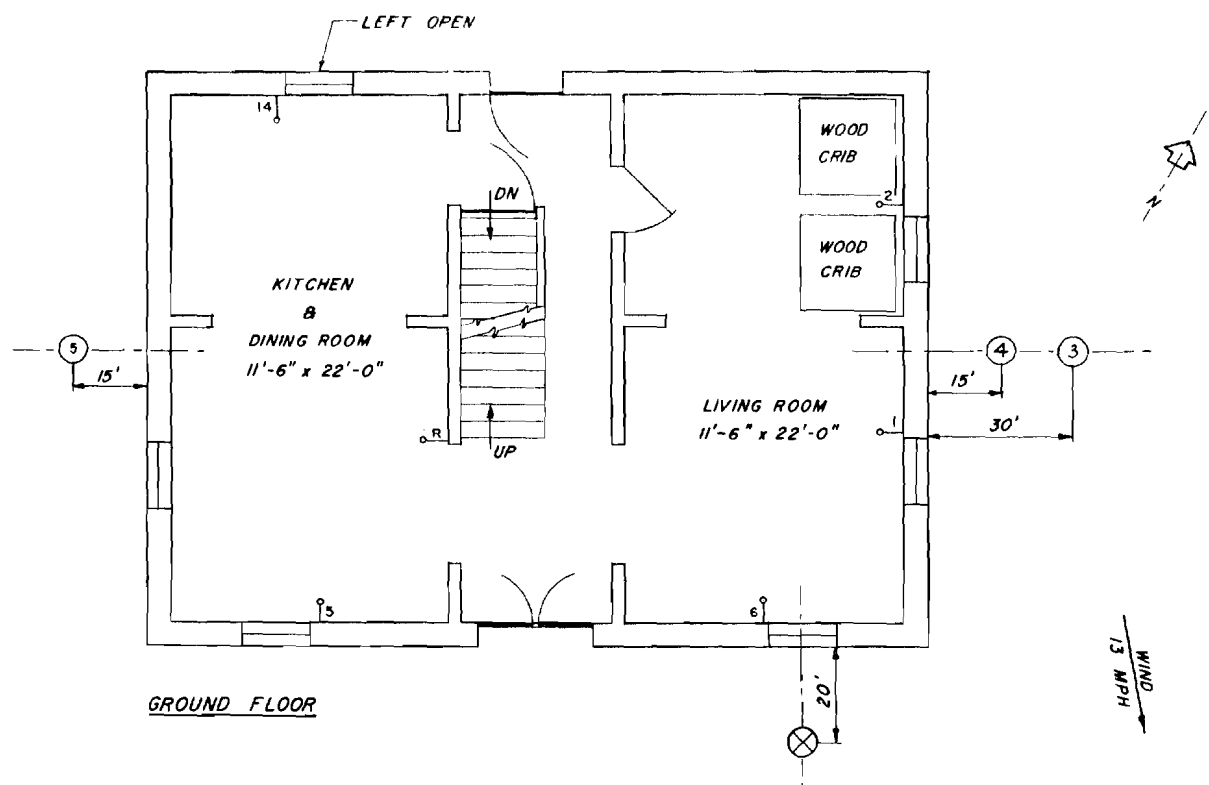 LEFT OPEN
14
WOOD
CRIB
2
N
DN
WOOD
CRIB
KITCHEN
&
DINING ROOM
11'-6" x 22'-0"
5
15'
4
3
15'
30'
LIVING ROOM
11'-6" x 22'-0"
1
R
UP
5
6
WIND
13 MPH
20'
GROUND FLOOR